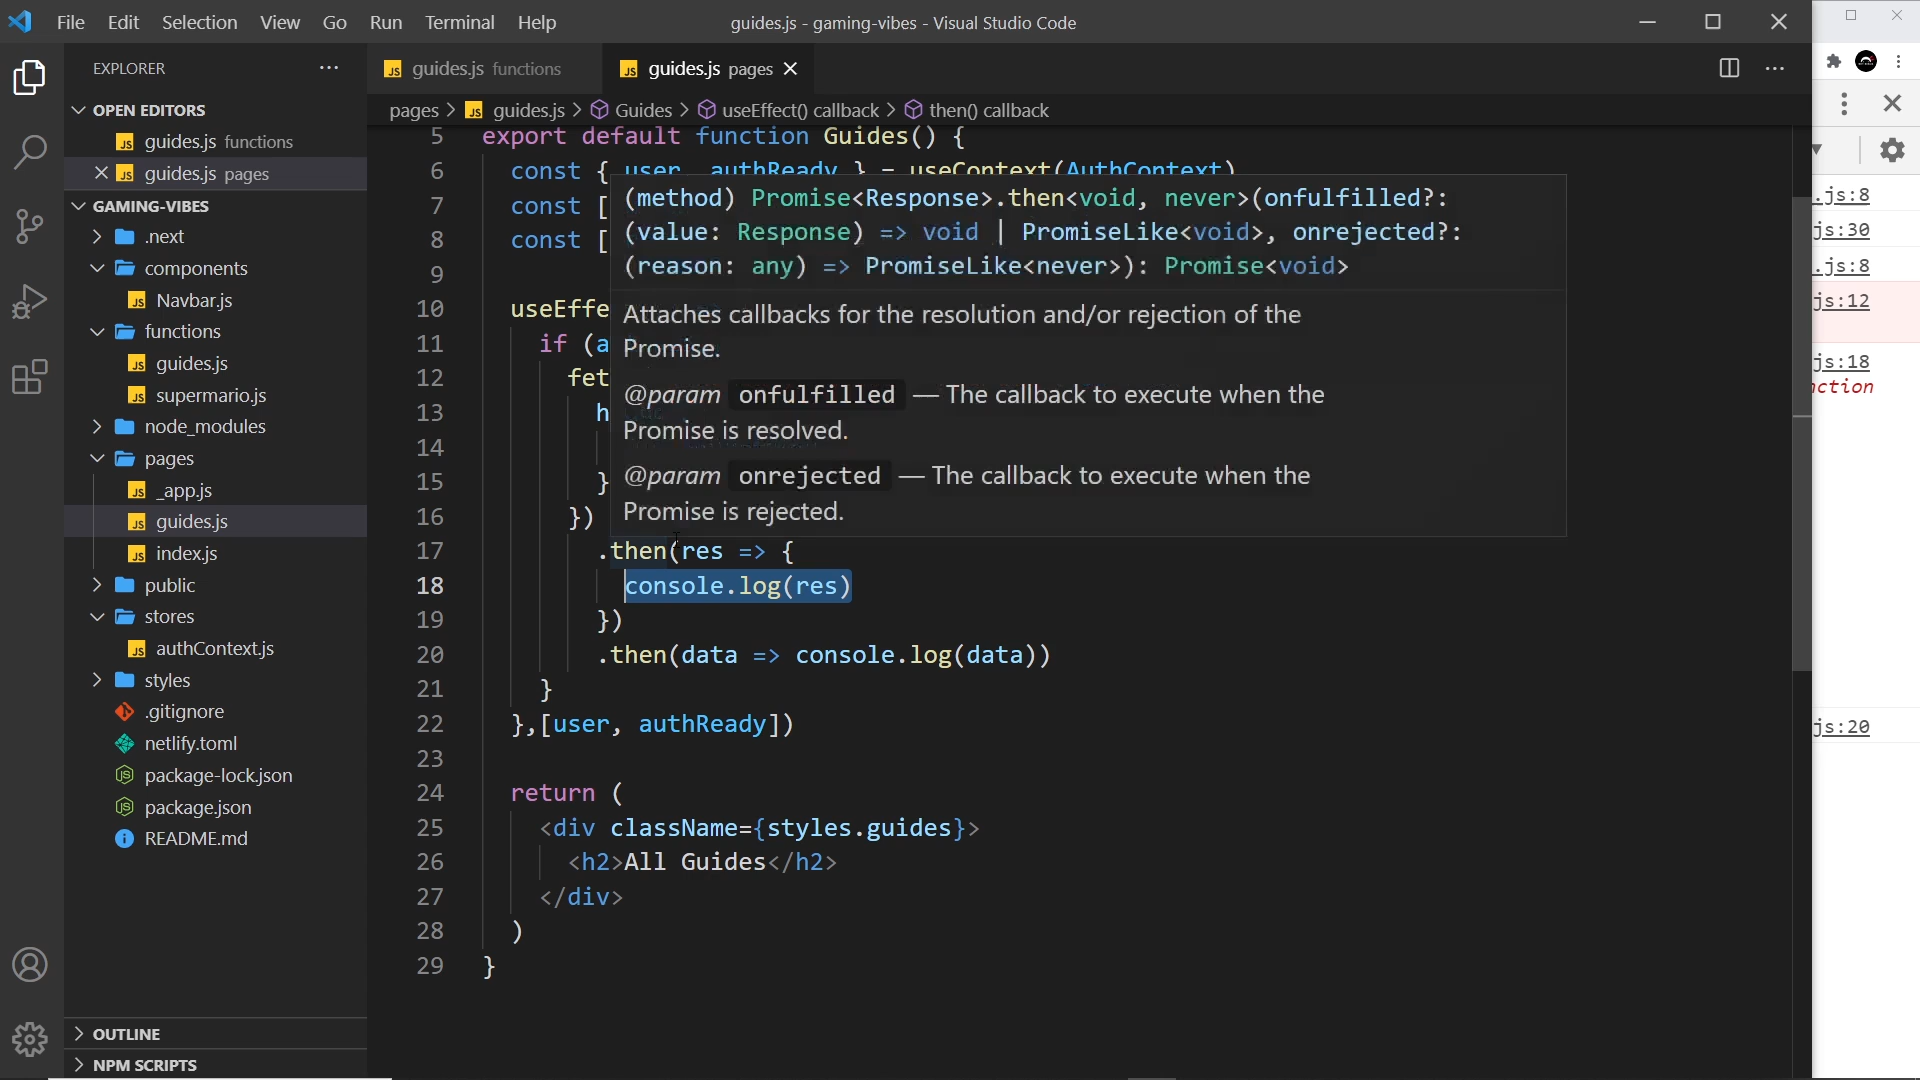 File Edit Selection View Go Run Terminal Help
guides.js - gaming-vibes - Visual Studio Code
EXPLORER
OPEN EDITORS
guides.js functions
guides.js pages
GAMING-VIBES
.next
components
Navbar.js
functions
guides.js
supermario.js
node_modules
pages
_app.js
guides.js
index.js
public
stores
authContext.js
styles
.gitignore
netlify.toml
package-lock.json
package.json
README.md
OUTLINE
NPM SCRIPTS
guides.js functions
guides.js pages
pages > guides.js > Guides > useEffect() callback > then() callback
5 export default function Guides() {
6 const { user, authReady } = useContext(AuthContext)
7 const [
8 const [
9
10 useEffe
11 if (a
12 fet
13 h
14
15 }
16 })
17 .then(res => {
18 console.log(res)
19 })
20 .then(data => console.log(data))
21 }
22 },[user, authReady])
23
24 return (
25 <div className={styles.guides}>
26 <h2>All Guides</h2>
27 </div>
28 )
29 }
(method) Promise<Response>.then<void, never>(onfulfilled?:
(value: Response) => void | PromiseLike<void>, onrejected?:
(reason: any) => PromiseLike<never>): Promise<void>
Attaches callbacks for the resolution and/or rejection of the
Promise.
@param onfulfilled — The callback to execute when the
Promise is resolved.
@param onrejected — The callback to execute when the
Promise is rejected.
.js:8
js:30
.js:8
js:12
js:18
nction
js:20